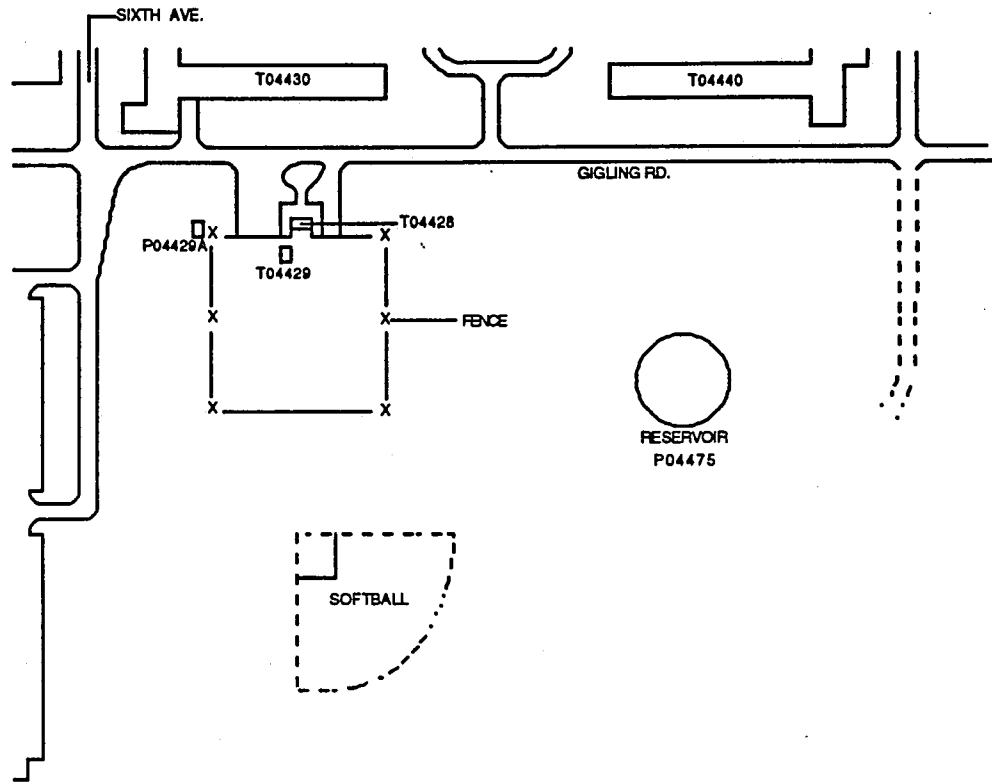 SIXTH AVE.
T04430
T04440
GIGLING RD.
T04428
P04429A
T04429
FENCE
RESERVOIR
P04475
SOFTBALL